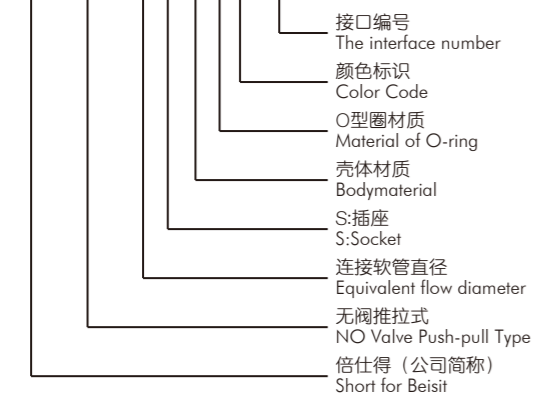 接口编号
The interface number
颜色标识
Color Code
O型圈材质
Material of O-ring
壳体材质
Bodymaterial
S:插座
S:Socket
连接软管直径
Equivalent flow diameter
无阀推拉式
NO Valve Push-pull Type
倍仕得（公司简称）
Short for Beisit